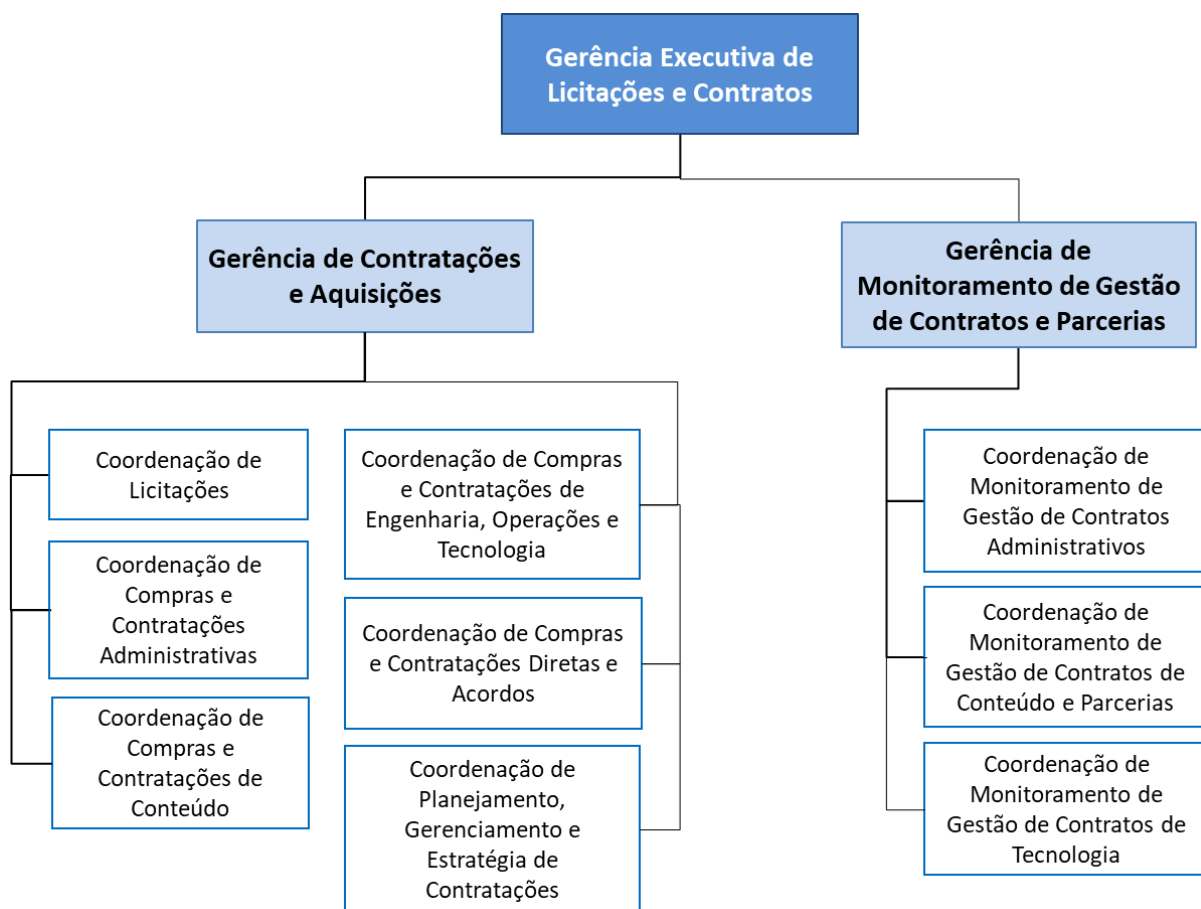 Gerência Executiva de
Licitações e Contratos
Gerência de Contratações
e Aquisições
Gerência de
Monitoramento de Gestão
de Contratos e Parcerias
Coordenação de
Licitações
Coordenação de
Compras e
Contratações
Administrativas
Coordenação de
Compras e
Contratações de
Conteúdo
Coordenação de Compras
e Contratações de
Engenharia, Operações e
Tecnologia
Coordenação de Compras
e Contratações Diretas e
Acordos
Coordenação de
Planejamento,
Gerenciamento e
Estratégia de
Contratações
Coordenação de
Monitoramento de
Gestão de Contratos
Administrativos
Coordenação de
Monitoramento de
Gestão de Contratos de
Conteúdo e Parcerias
Coordenação de
Monitoramento de
Gestão de Contratos de
Tecnologia